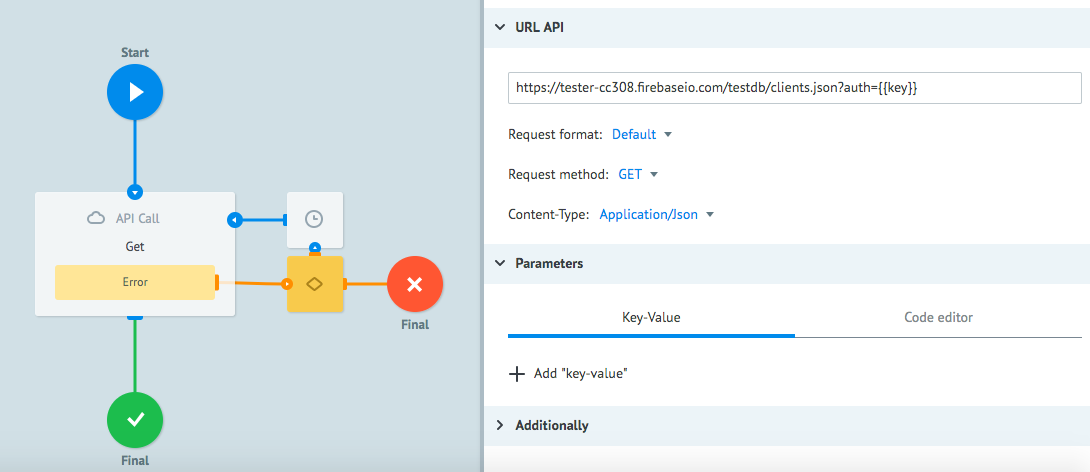 Start
API Call
Get
Error
Final
Final
URL API
https://tester-cc308.firebaseio.com/testdb/clients.json?auth={{key}}
Request format: Default
Request method: GET
Content-Type: Application/Json
Parameters
Key-Value Code editor
Add "key-value"
Additionally